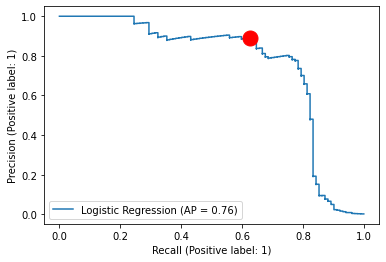 1.0
0.8
0.6
0.4
0.2
0.0
Precision (Positive label: 1)
Logistic Regression (AP = 0.76)
0.0 0.2 0.4 0.6 0.8 1.0
Recall (Positive label: 1)